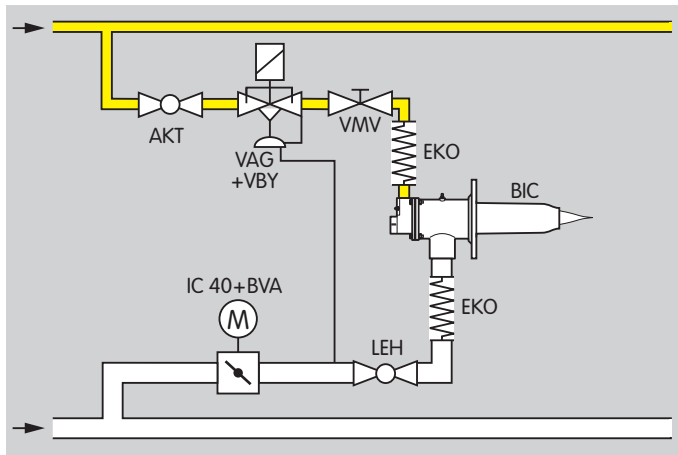 AKT
VAG
+VBY
VMV
EKO
BIC
IC 40+BVA
M
EKO
LEH